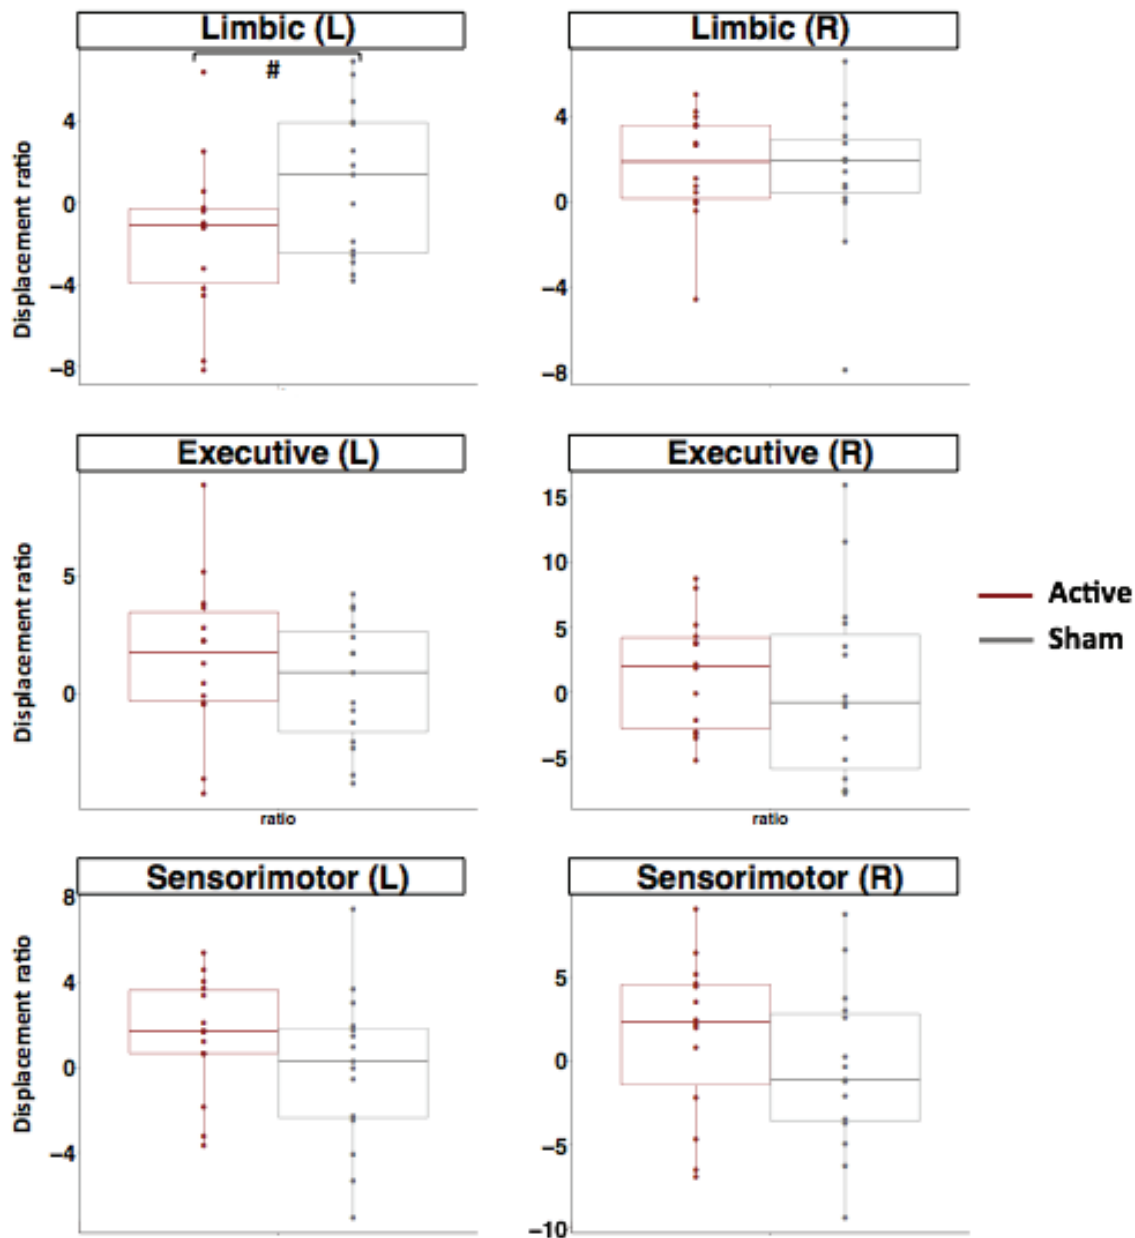 Limbic (L)
Limbic (R)
#
Displacement ratio
4
0
−4
−8
4
0
−4
−8
Executive (L)
Executive (R)
Displacement ratio
5
0
15
10
5
0
−5
Active
Sham
ratio
ratio
Sensorimotor (L)
Sensorimotor (R)
Displacement ratio
8
4
0
−4
5
0
−5
−10